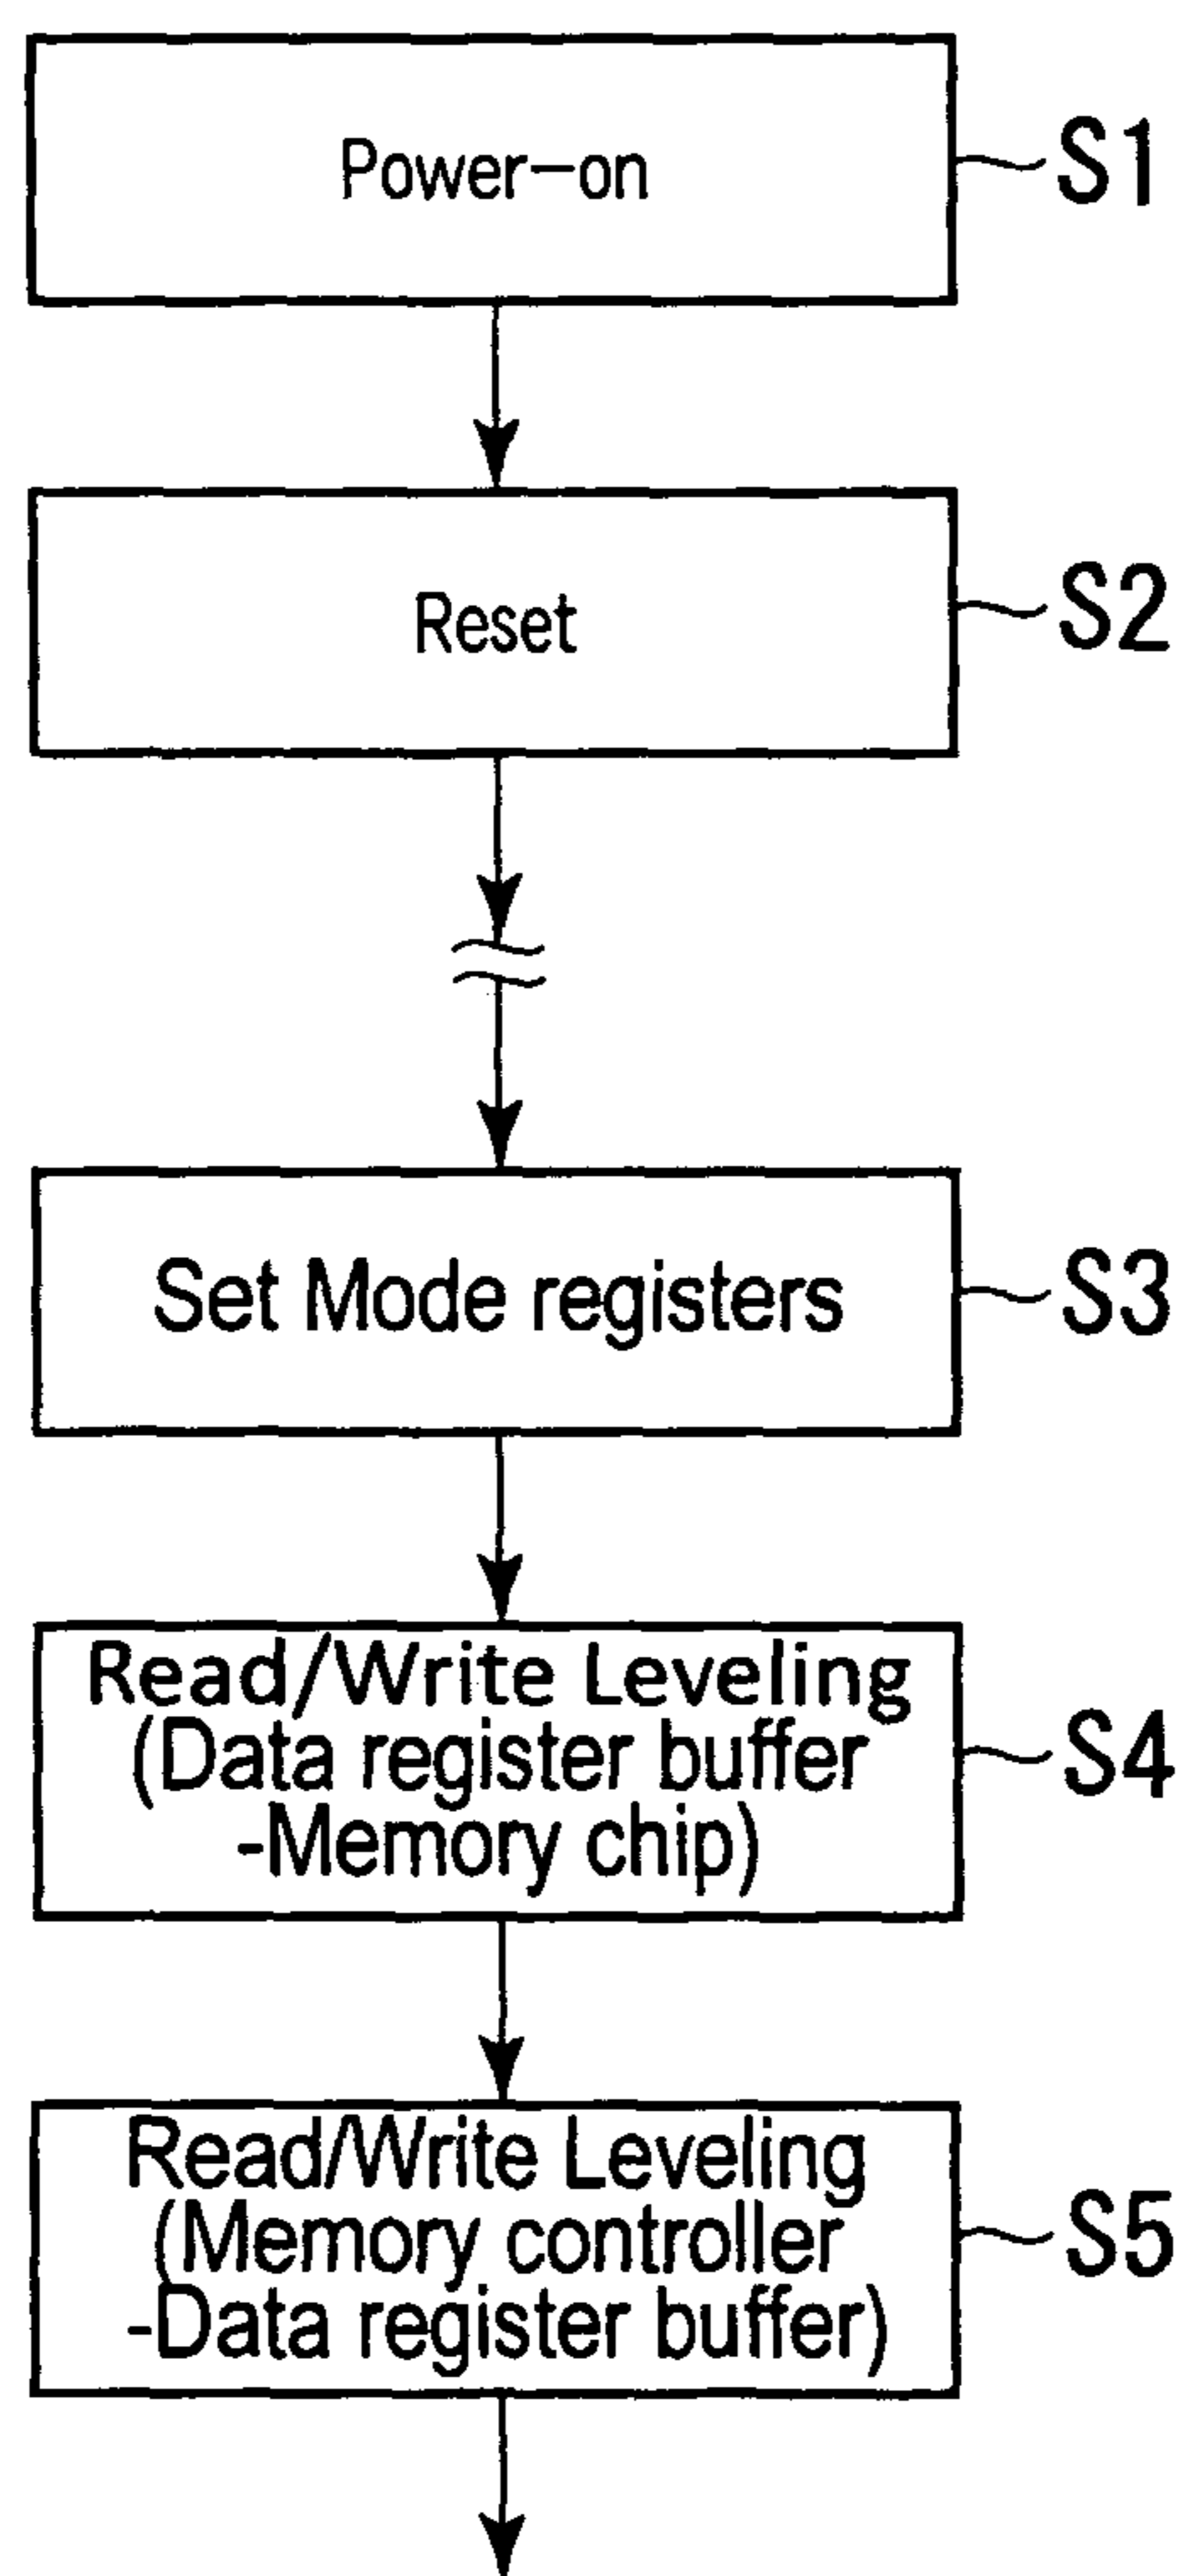 Power-on
S1
Reset
S2
Set Mode registers
S3
Read/Write Leveling
(Data register buffer
-Memory chip)
S4
Read/Write Leveling
(Memory controller
-Data register buffer)
S5